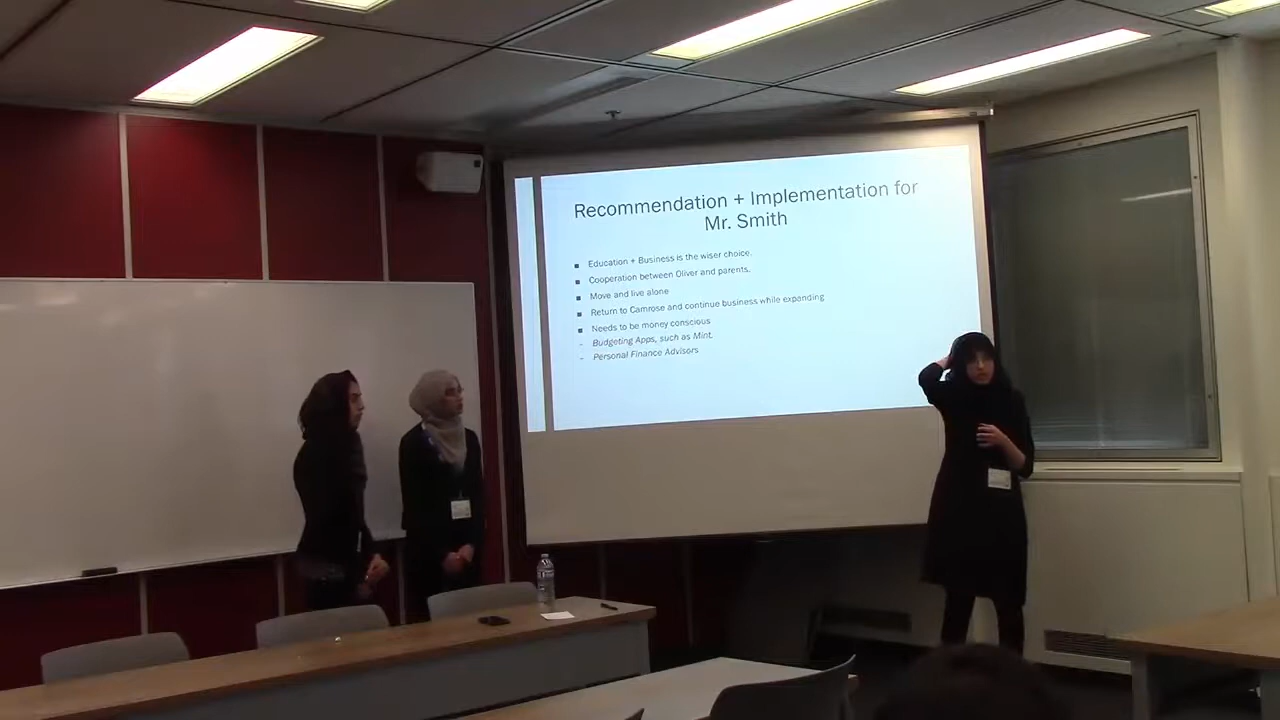 Recommendation + Implementation for
Mr. Smith
Education + Business is the wiser choice.
Cooperation between Oliver and parents.
Move and live alone
Return to Camrose and continue business while expanding
Needs to be money conscious
- Budgeting Apps, such as Mint.
- Personal Finance Advisors